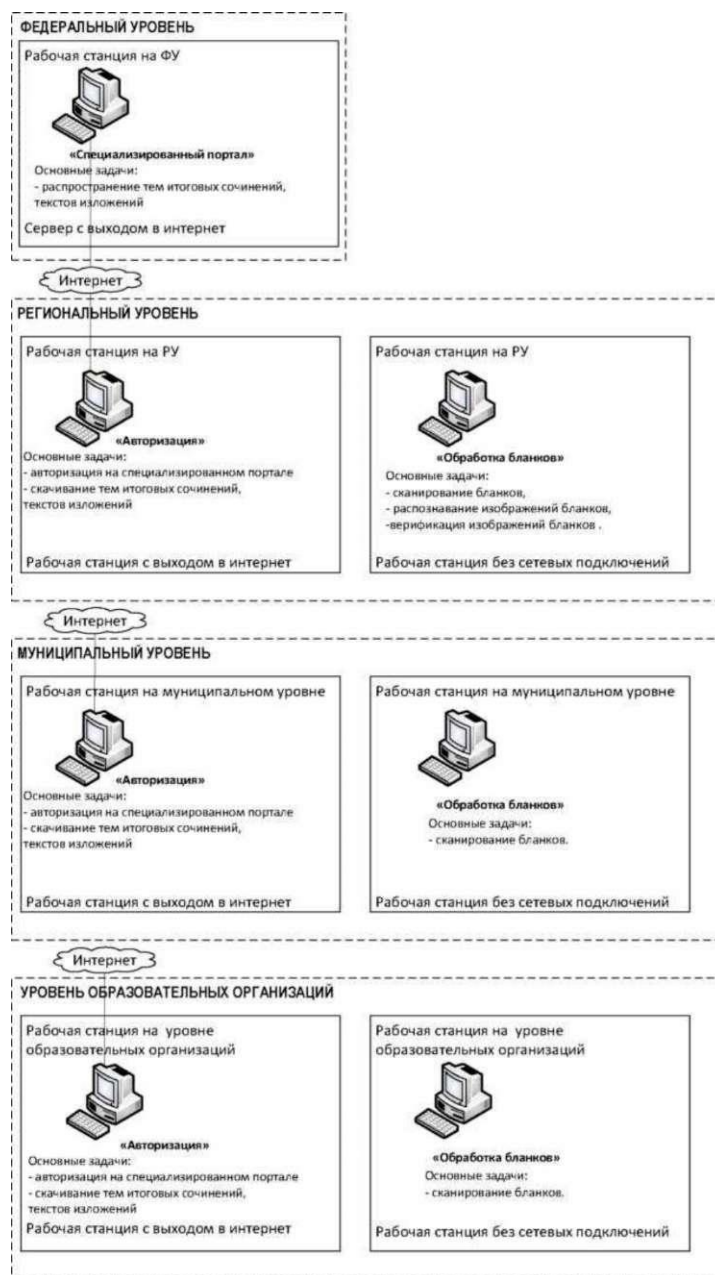 ФЕДЕРАЛЬНЫЙ УРОВЕНЬ
Рабочая станция на ФУ
«Специализированный портал»
Основные задачи:
- распространение тем итоговых сочинений,
текстов изложений
Сервер с выходом в интернет
Интернет
РЕГИОНАЛЬНЫЙ УРОВЕНЬ
Рабочая станция на РУ
«Авторизация»
Основные задачи:
- авторизация на специализированном портале
- скачивание тем итоговых сочинений,
текстов изложений
Рабочая станция с выходом в интернет
Рабочая станция на РУ
«Обработка бланков»
Основные задачи:
- сканирование бланков,
- распознавание изображений бланков,
-верификация изображений бланков .
Рабочая станция без сетевых подключений
Интернет
МУНИЦИПАЛЬНЫЙ УРОВЕНЬ
Рабочая станция на муниципальном уровне
«Авторизация»
Основные задачи:
- авторизация на специализированном портале
- скачивание тем итоговых сочинений,
текстов изложений
Рабочая станция с выходом в интернет
Рабочая станция на муниципальном уровне
«Обработка бланков»
Основные задачи:
- сканирование бланков.
Рабочая станция без сетевых подключений
Интернет
УРОВЕНЬ ОБРАЗОВАТЕЛЬНЫХ ОРГАНИЗАЦИЙ
Рабочая станция на уровне
образовательных организаций
«Авторизация»
Основные задачи:
- авторизация на специализированном портале
- скачивание тем итоговых сочинений,
текстов изложений
Рабочая станция с выходом в интернет
Рабочая станция на уровне
образовательных организаций
«Обработка бланков»
Основные задачи:
- сканирование бланков.
Рабочая станция без сетевых подключений